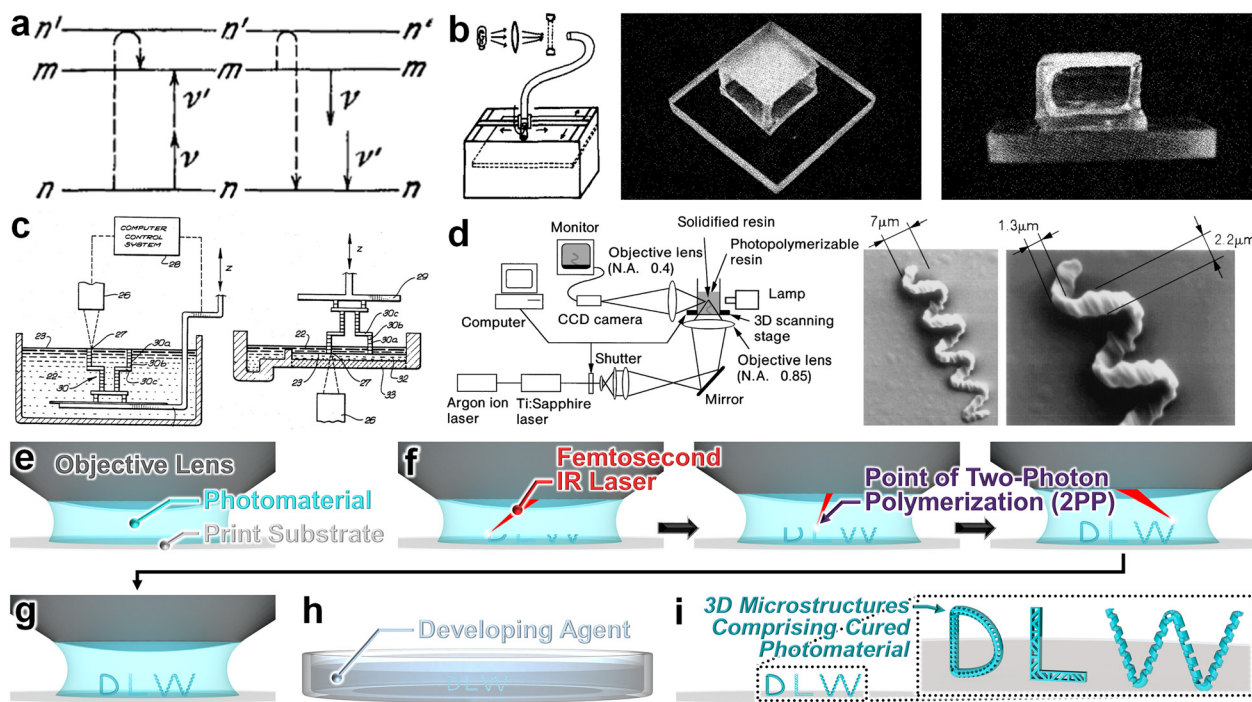 a
n'
n'
n'
m
m
m
ν'
ν
ν
ν'
n
n
n
b
c
COMPUTER
CONTROL
SYSTEM
28
Z
26
23
27
30a
30b
22
30
30c
Z
29
30c
30b
22
30a
23
27
32
33
26
d
Monitor
Solidified resin
Photopolymerizable
resin
Objective lens
(N.A. 0.4)
Computer
CCD camera
Lamp
3D scanning
stage
Shutter
Objective lens
(N.A. 0.85)
Mirror
Argon ion
laser
Ti:Sapphire
laser
7μm
1.3μm
2.2μm
e
Objective Lens
Photomaterial
Print Substrate
f
Femtosecond
IR Laser
DLW
Point of Two-Photon
Polymerization (2PP)
DLW
DLW
g
DLW
h
Developing Agent
DLW
i
3D Microstructures
Comprising Cured
Photomaterial
DLW
DLW